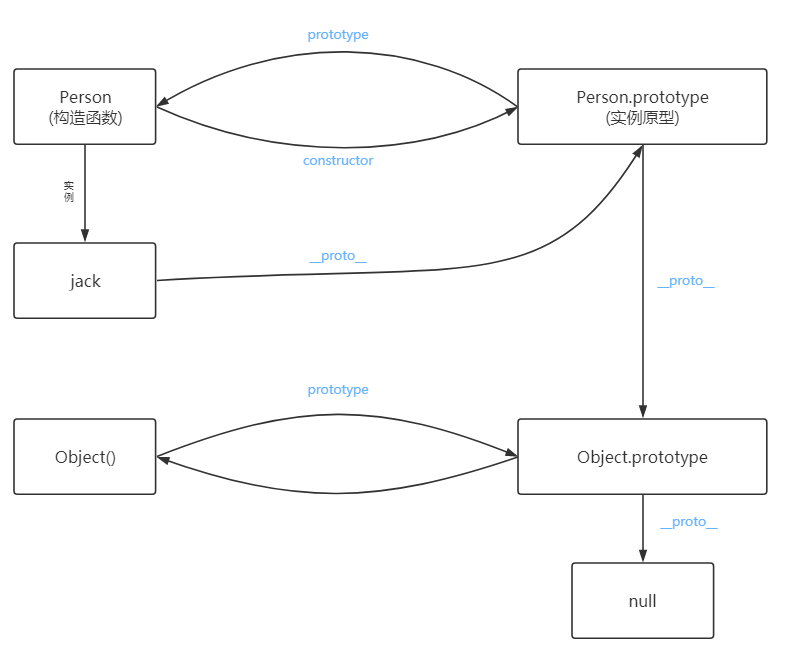 prototype
Person
(构造函数)
Person.prototype
(实例原型)
constructor
实
例
__proto__
jack
__proto__
prototype
Object()
Object.prototype
__proto__
null